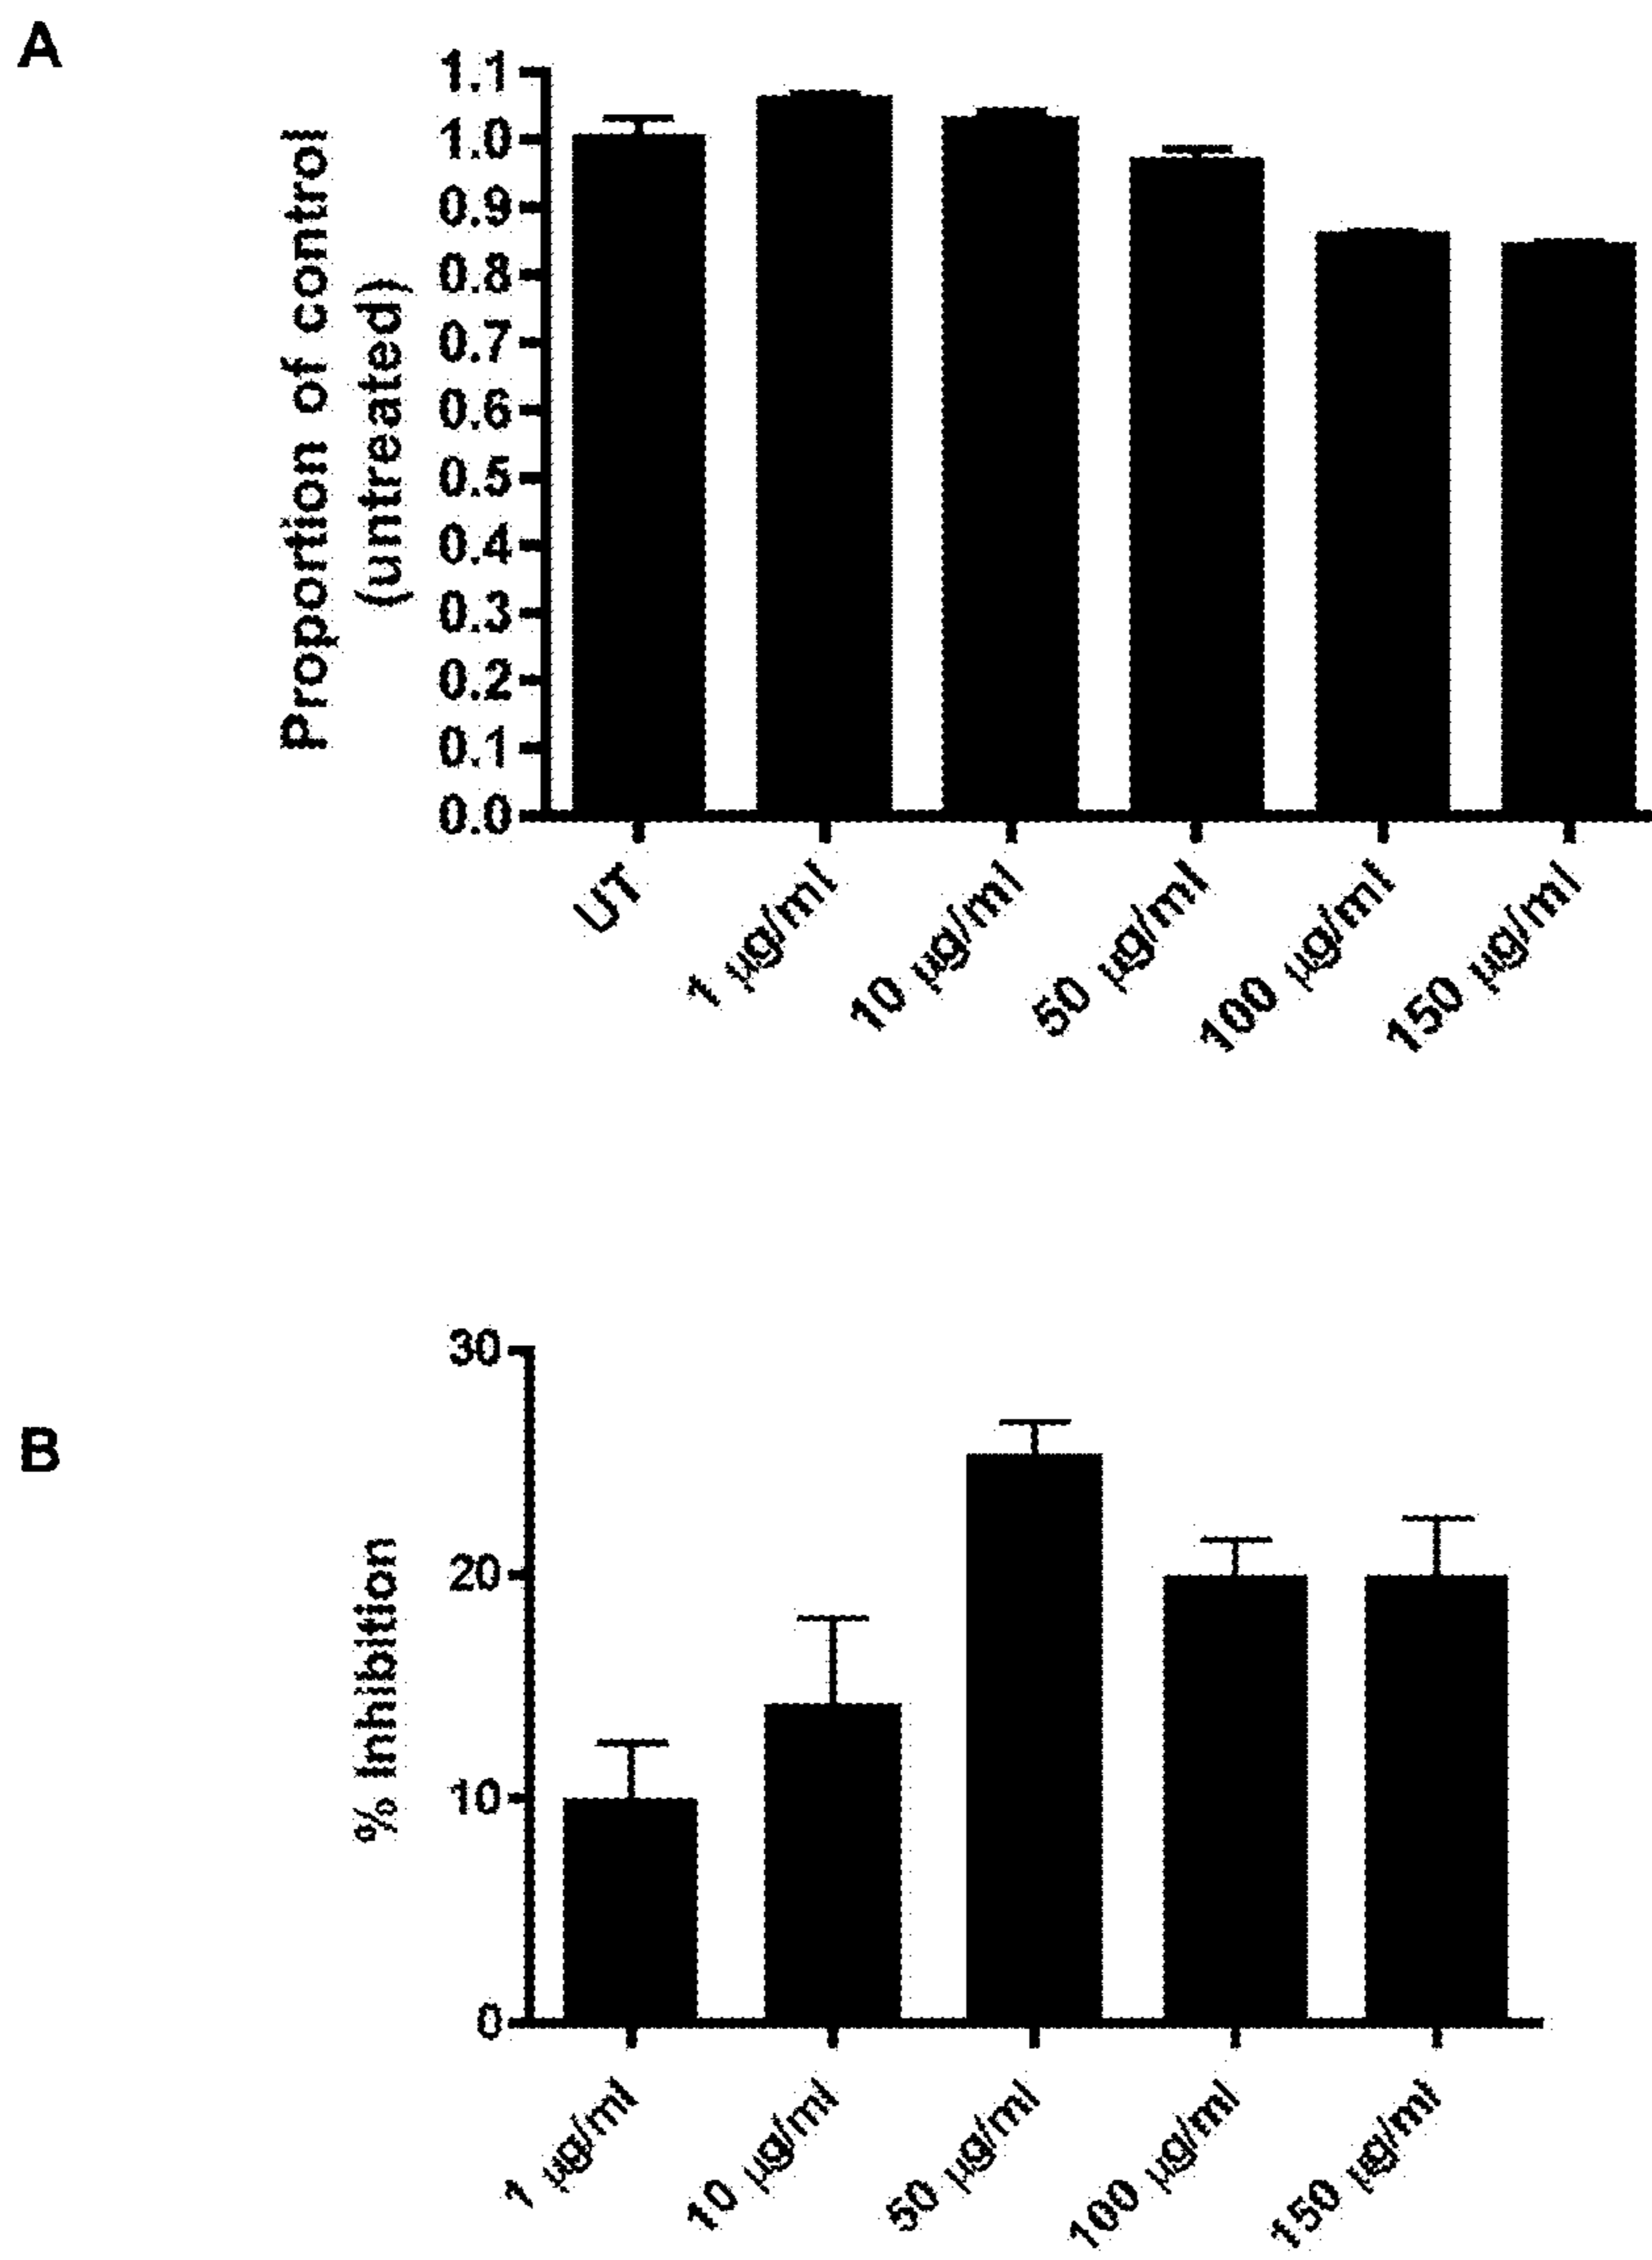 A
Proportion of control
(untreated)
1.1
1.0
0.9
0.8
0.7
0.6
0.5
0.4
0.3
0.2
0.1
0.0
UT
1 µg/ml
10 µg/ml
50 µg/ml
100 µg/ml
150 µg/ml
B
% Inhibition
30
20
10
0
1 µg/ml
10 µg/ml
50 µg/ml
100 µg/ml
150 µg/ml